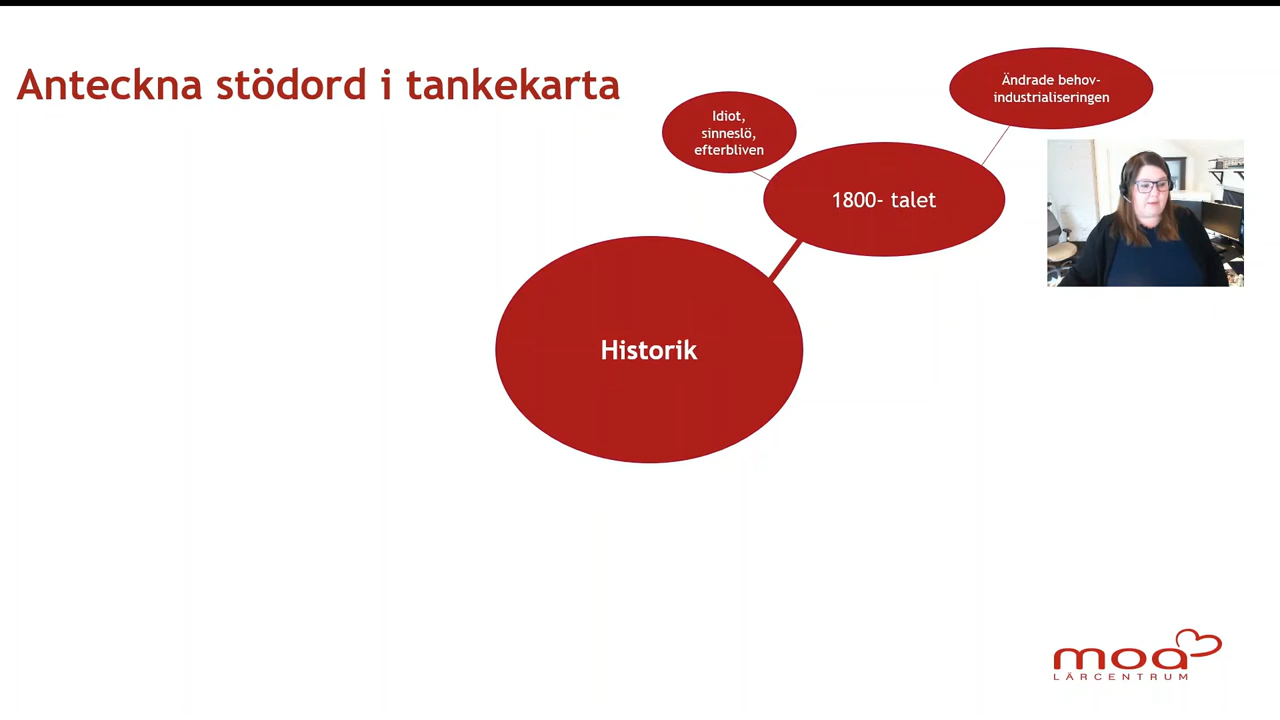 Anteckna stödord i tankekarta
Ändrade behov-
industrialiseringen
Idiot,
sinneslö,
efterbliven
1800- talet
Historik
moa
LÄRCENTRUM